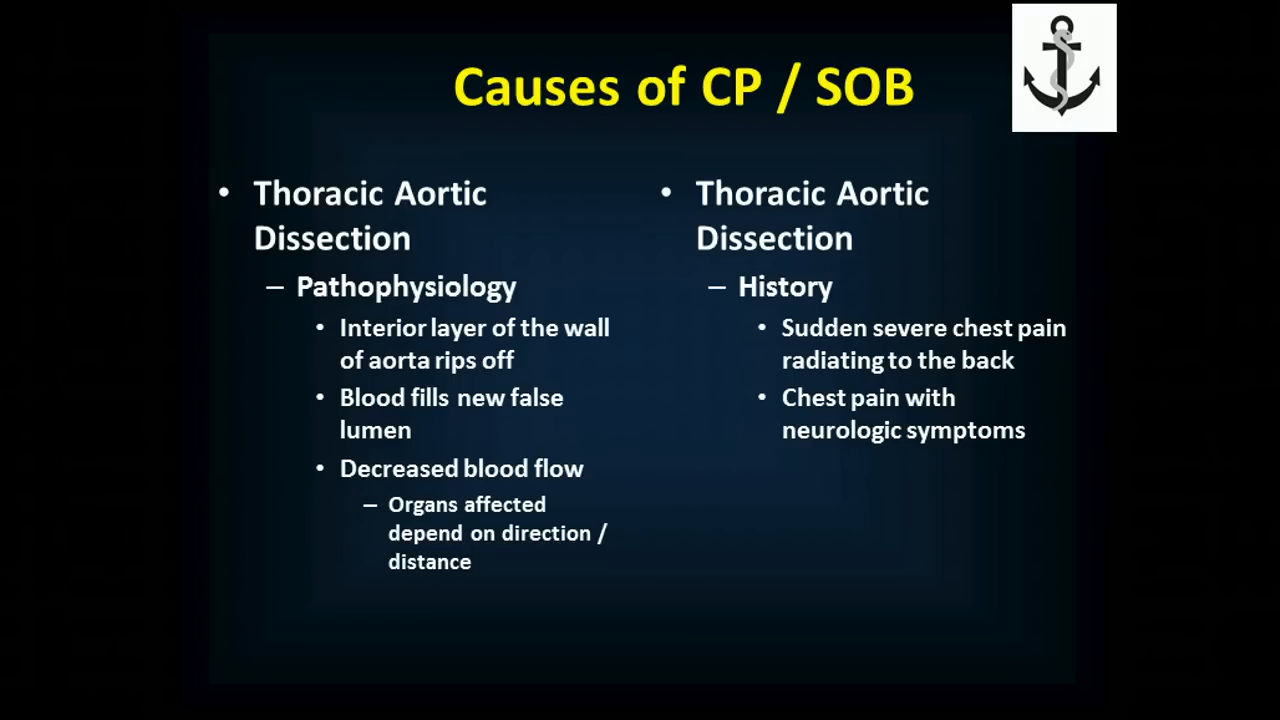 Causes of CP / SOB
• Thoracic Aortic
Dissection
– Pathophysiology
• Interior layer of the wall
of aorta rips off
• Blood fills new false
lumen
• Decreased blood flow
– Organs affected
depend on direction /
distance
• Thoracic Aortic
Dissection
– History
• Sudden severe chest pain
radiating to the back
• Chest pain with
neurologic symptoms